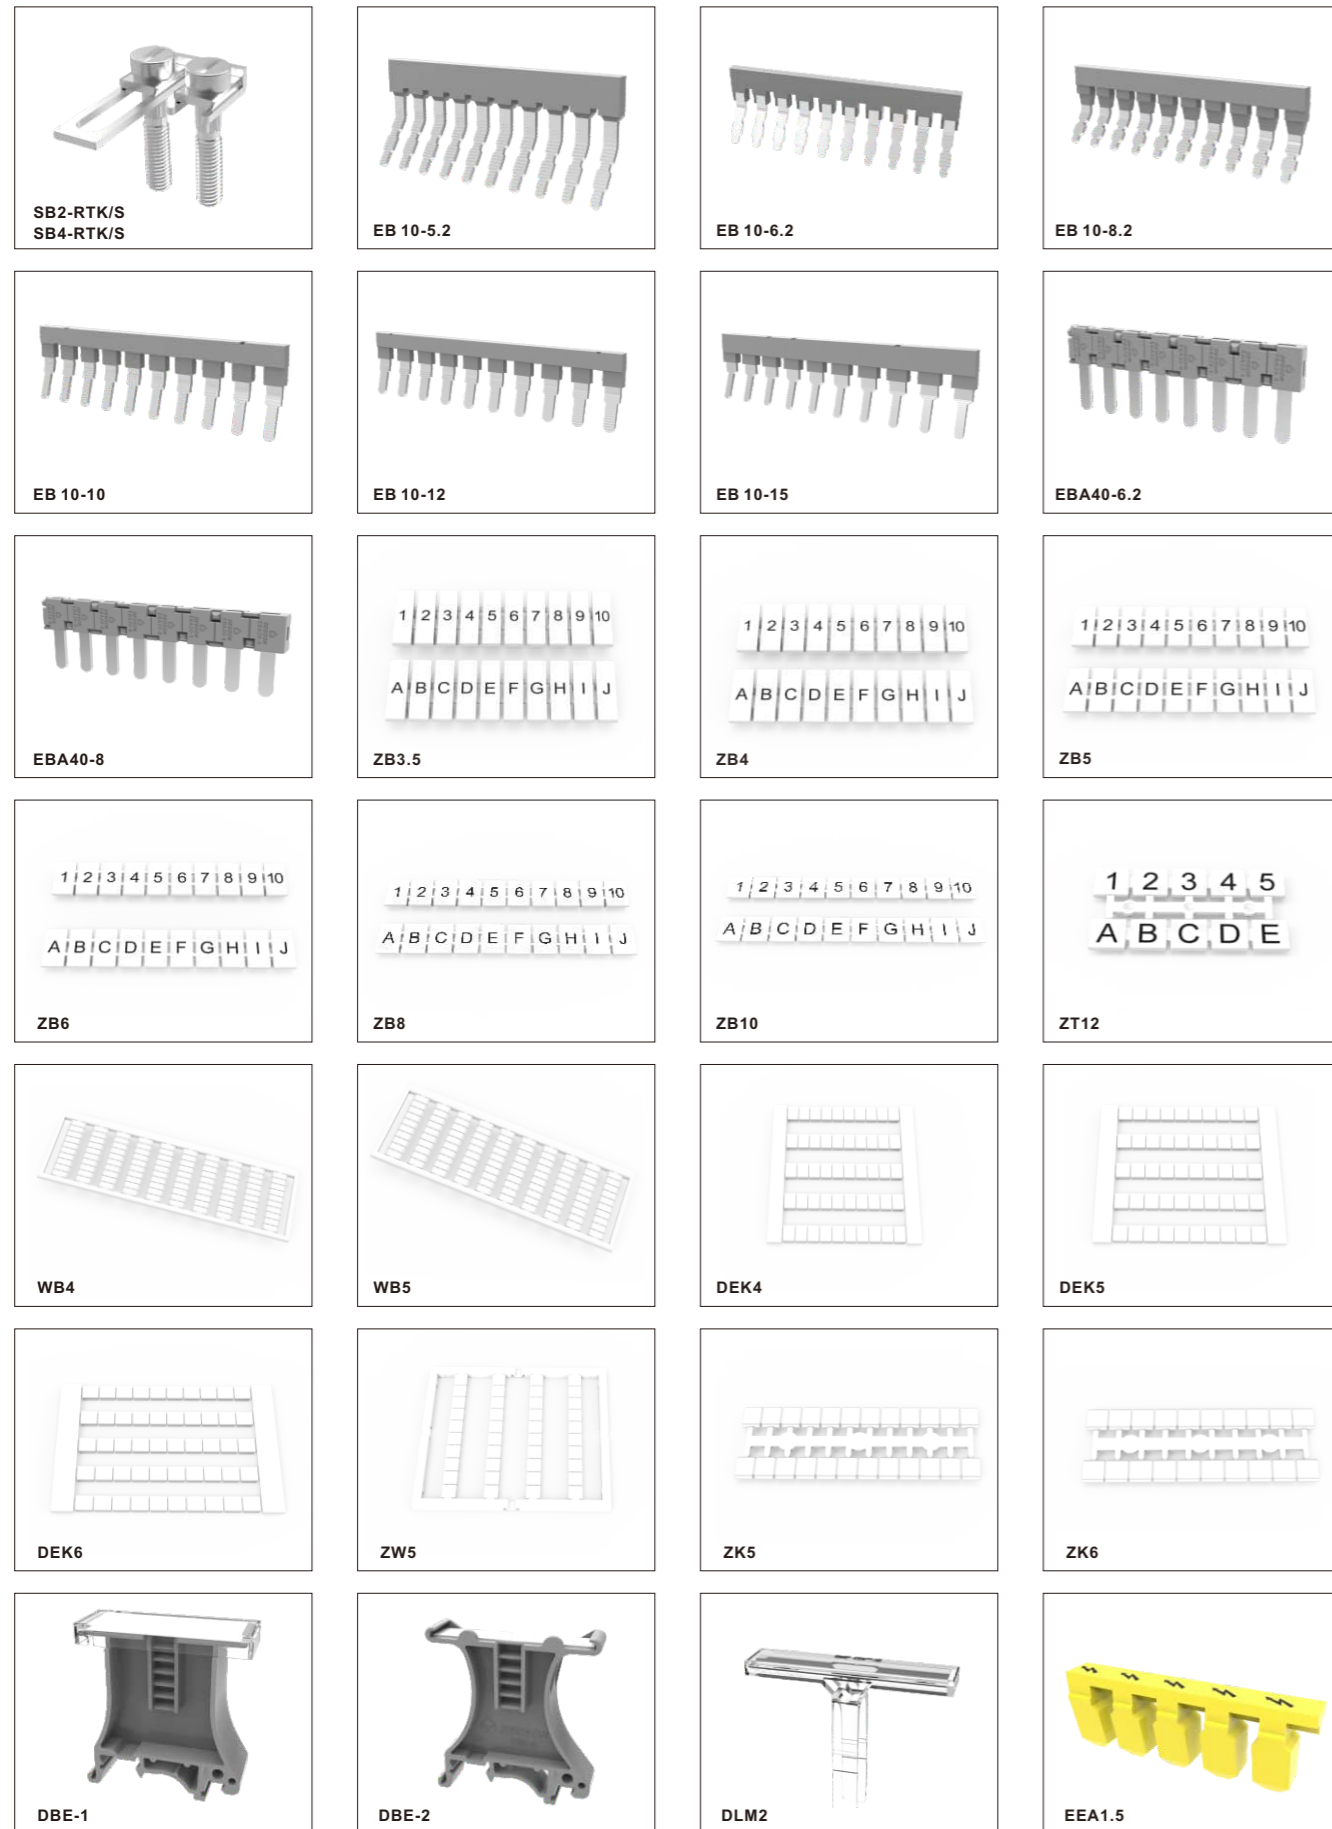 SB2-RTK/S
SB4-RTK/S
EB 10-5.2
EB 10-6.2
EB 10-8.2
EB 10-10
EB 10-12
EB 10-15
EBA40-6.2
EBA40-8
1 2 3 4 5 6 7 8 9 10
A B C D E F G H I J
ZB3.5
1 2 3 4 5 6 7 8 9 10
A B C D E F G H I J
ZB4
1 2 3 4 5 6 7 8 9 10
A B C D E F G H I J
ZB5
1 2 3 4 5 6 7 8 9 10
A B C D E F G H I J
ZB6
1 2 3 4 5 6 7 8 9 10
A B C D E F G H I J
ZB8
1 2 3 4 5 6 7 8 9 10
A B C D E F G H I J
ZB10
1 2 3 4 5
A B C D E
ZT12
WB4
WB5
DEK4
DEK5
DEK6
ZW5
ZK5
ZK6
DBE-1
DBE-2
DLM2
EEA1.5